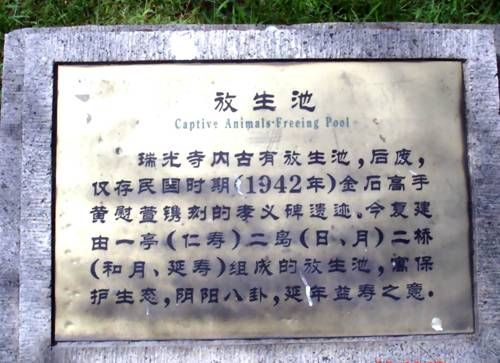 放生池
Captive Animals·Freeing Pool
瑞光寺内古有放生池,后废,
仅存民国时期(1942年)金石高手
黄慰萱镌刻的孝义碑遗迹。今复建
由一亭(仁寿)二岛(日、月)二桥
(和月、延寿)组成的放生池,寓保
护生态,阴阳八卦,延年益寿之意.